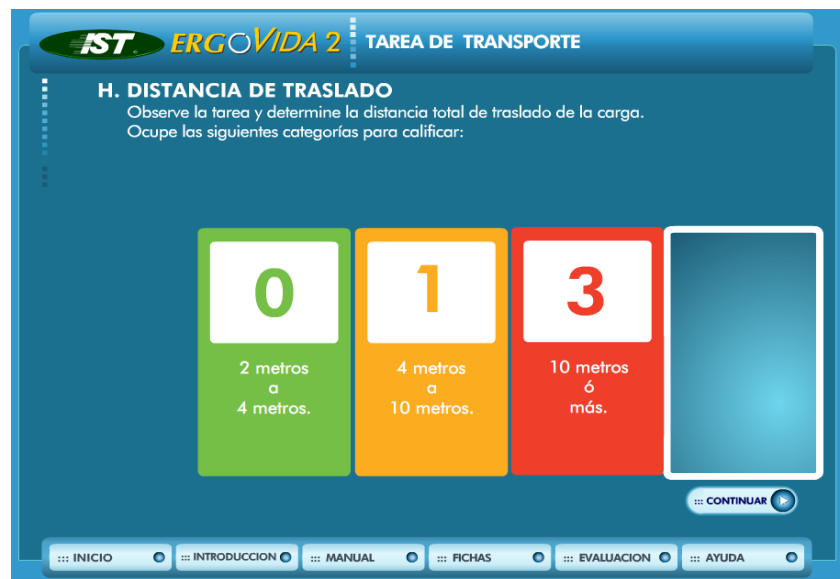 IST. ERGOVIDA 2 TAREA DE TRANSPORTE
H. DISTANCIA DE TRASLADO
Observe la tarea y determine la distancia total de traslado de la carga.
Ocupe las siguientes categorías para calificar:
0
2 metros
a
4 metros.
1
4 metros
a
10 metros.
3
10 metros
ó
más.
::: CONTINUAR
::: INICIO
::: INTRODUCCION
::: MANUAL
::: FICHAS
::: EVALUACION
::: AYUDA